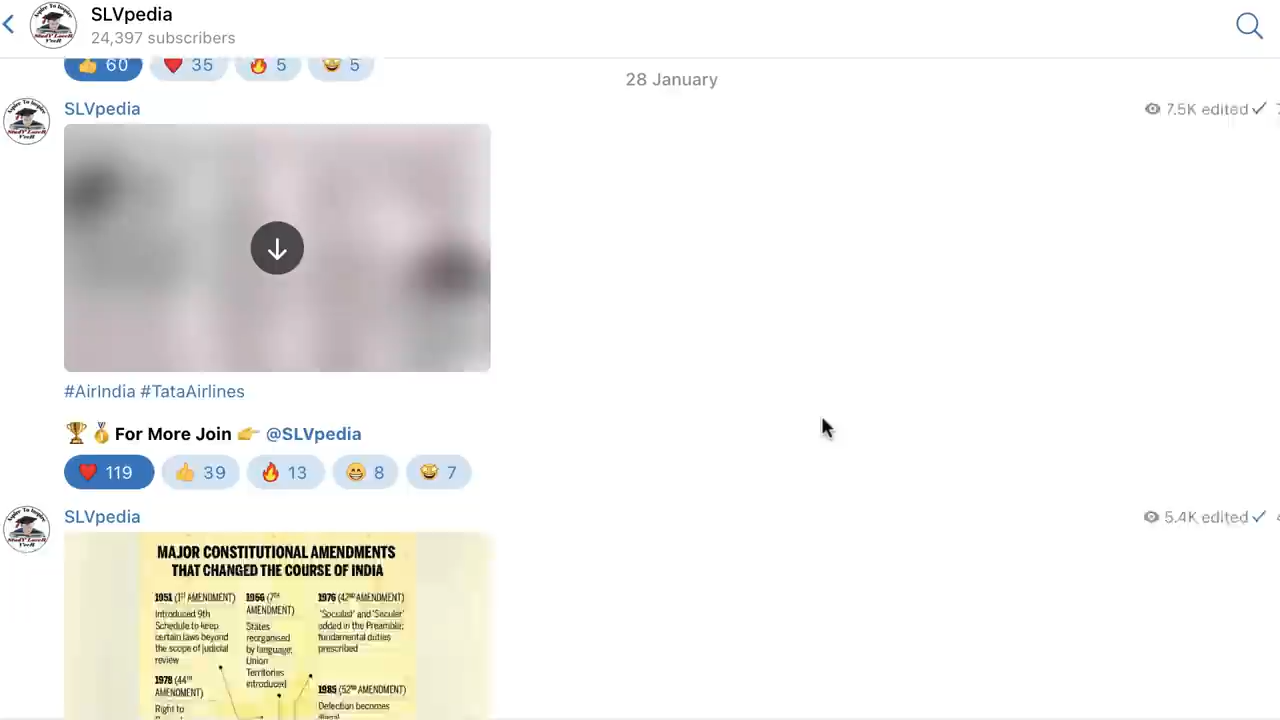 SLVpedia
24,397 subscribers
60 35 5 5
28 January
SLVpedia
7.5K edited
#AirIndia #TataAirlines
🏆🥇For More Join 👉 @SLVpedia
119 39 13 8 7
SLVpedia
5.4K edited
MAJOR CONSTITUTIONAL AMENDMENTS
THAT CHANGED THE COURSE OF INDIA
1951 (1ST AMENDMENT)
Introduced 9th
Schedule to keep
certain laws beyond
the scope of judicial
review
1956 (7TH
AMENDMENT)
States
reorganised
by language;
Union
Territories
introduced
1976 (42ND AMENDMENT)
'Socialist' and 'Secular'
added in the Preamble;
fundamental duties
prescribed
1978 (44TH
AMENDMENT)
Right to
1985 (52ND AMENDMENT)
Defection becomes
illegal